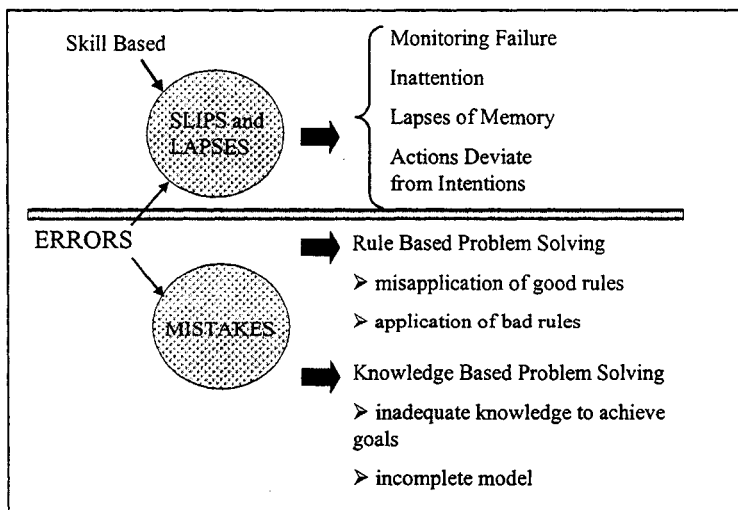 Skill Based
SLIPS and
LAPSES
Monitoring Failure
Inattention
Lapses of Memory
Actions Deviate
from Intentions
ERRORS
MISTAKES
Rule Based Problem Solving
➢ misapplication of good rules
➢ application of bad rules
Knowledge Based Problem Solving
➢ inadequate knowledge to achieve
goals
➢ incomplete model